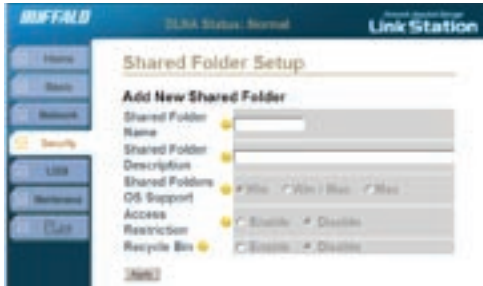 BUFFALO
DLNA Status: Normal
LinkStation
Home
Basic
Network
Security
USB
Maintenance
Shared Folder Setup
Add New Shared Folder
Shared Folder
Name
Shared Folder
Description
Shared Folders
OS Support
Win
Win / Mac
Mac
Access
Restriction
Enable
Disable
Recycle Bin
Enable
Disable
Apply